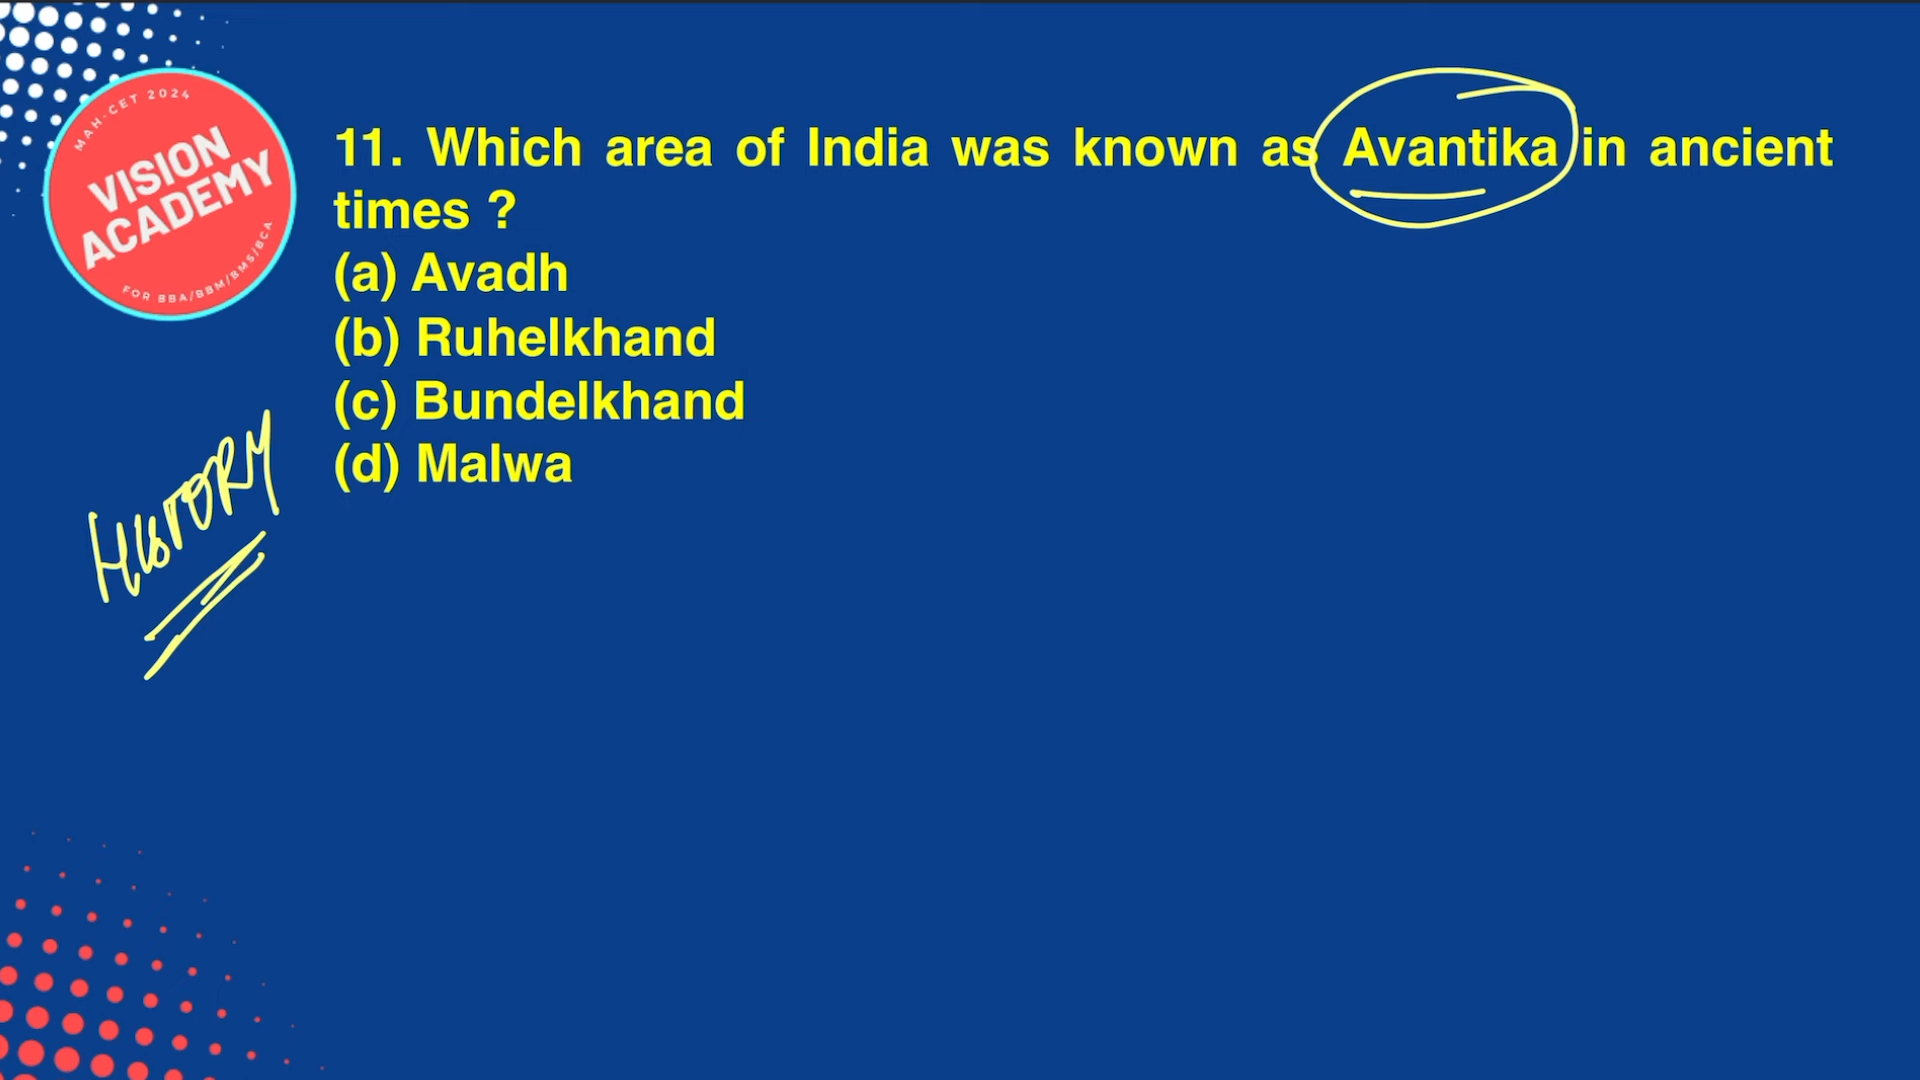 MAH-CET 2024
VISION
ACADEMY
FOR BBA/BBM/BMS/BCA
11. Which area of India was known as Avantika in ancient
times ?
(a) Avadh
(b) Ruhelkhand
(c) Bundelkhand
(d) Malwa
HISTORY